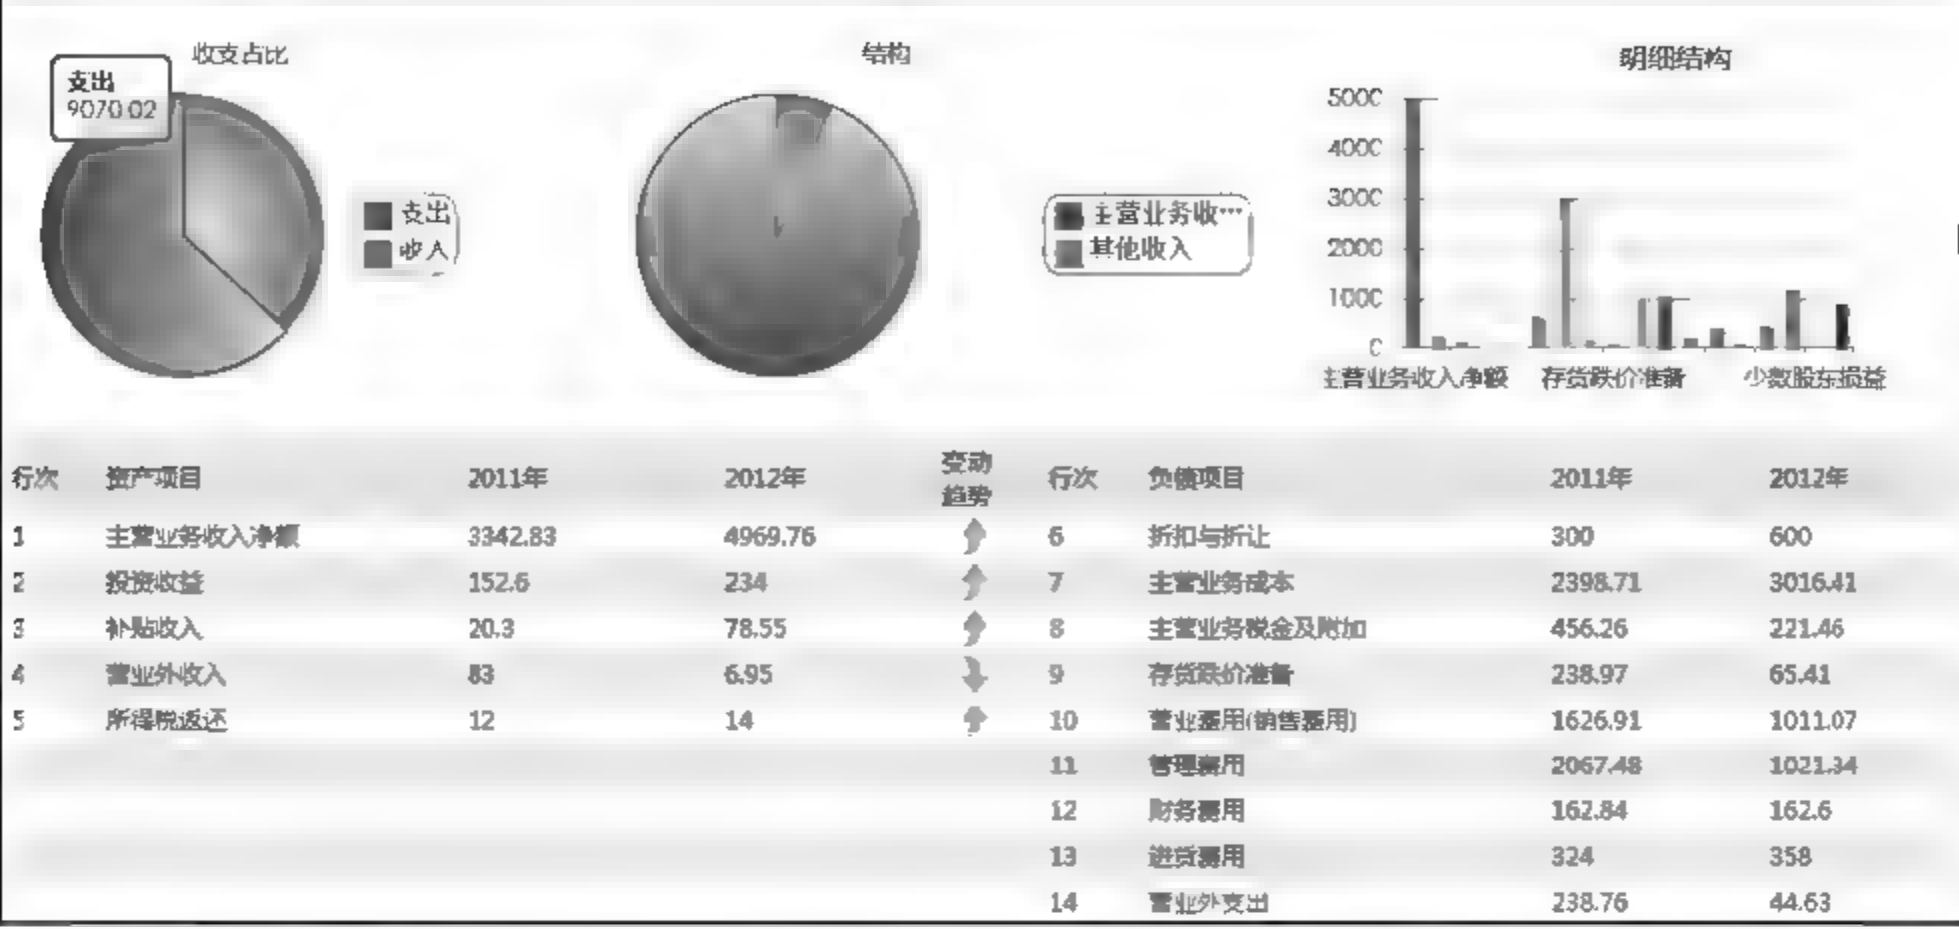 收支占比
支出
9070.02
支出
收入
结构
主营业务收…
其他收入
明细结构
5000
4000
3000
2000
1000
0
主营业务收入净额 存货跌价准备 少数股东损益
行次 资产项目 2011年 2012年 变动趋势 行次 负债项目 2011年 2012年
1 主营业务收入净额 3342.83 4969.76 6 折扣与折让 300 600
2 投资收益 152.6 234 7 主营业务成本 2398.71 3016.41
3 补贴收入 20.3 78.55 8 主营业务税金及附加 456.26 221.46
4 营业外收入 83 6.95 9 存货跌价准备 238.97 65.41
5 所得税返还 12 14 10 营业费用(销售费用) 1626.91 1011.07
11 管理费用 2067.48 1021.34
12 财务费用 162.84 162.6
13 进货费用 324 358
14 营业外支出 238.76 44.63